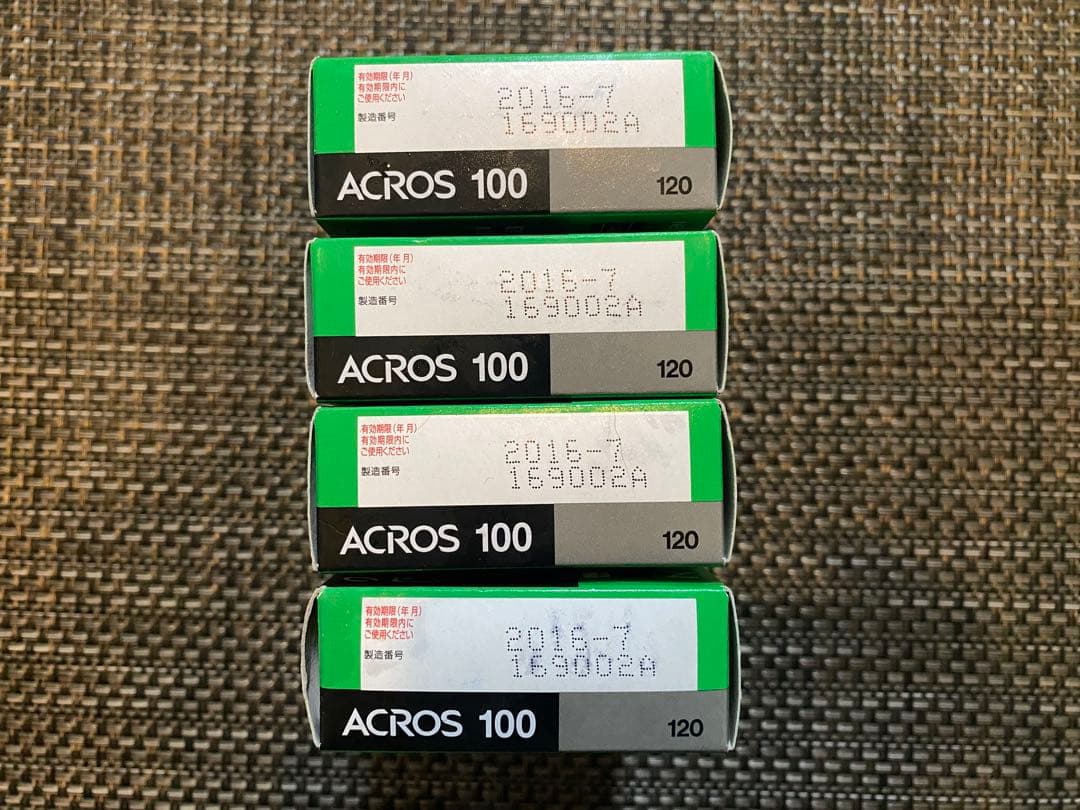 有効期限(年 月)
有効期限内に
ご使用ください
製造番号
2016-7
169002A
ACROS 100
120
有効期限(年 月)
有効期限内に
ご使用ください
製造番号
2016-7
169002A
ACROS 100
120
有効期限(年 月)
有効期限内に
ご使用ください
製造番号
2016-7
169002A
ACROS 100
120
有効期限(年 月)
有効期限内に
ご使用ください
製造番号
2016-7
169002A
ACROS 100
120